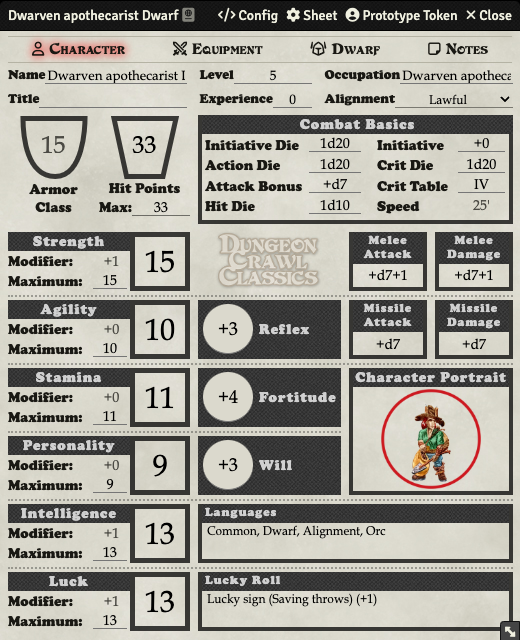 Dwarven apothecarist Dwarf Config Sheet Prototype Token Close
Character Equipment Dwarf Notes
Name Dwarven apothecarist Level 5 Occupation Dwarven apotheca
Title Experience 0 Alignment Lawful
15 33
Armor Class
Hit Points
Max: 33
Combat Basics
Initiative Die 1d20 Initiative +0
Action Die 1d20 Crit Die 1d20
Attack Bonus +d7 Crit Table IV
Hit Die 1d10 Speed 25'
Strength
Modifier: +1
Maximum: 15
15
Dungeon
Crawl
Classics
Melee Attack
+d7+1
Melee Damage
+d7+1
Agility
Modifier: +0
Maximum: 10
10
+3 Reflex
Missile Attack
+d7
Missile Damage
+d7
Stamina
Modifier: +0
Maximum: 11
11
+4 Fortitude
Character Portrait
Personality
Modifier: +0
Maximum: 9
9
+3 Will
Intelligence
Modifier: +1
Maximum: 13
13
Languages
Common, Dwarf, Alignment, Orc
Luck
Modifier: +1
Maximum: 13
13
Lucky Roll
Lucky sign (Saving throws) (+1)